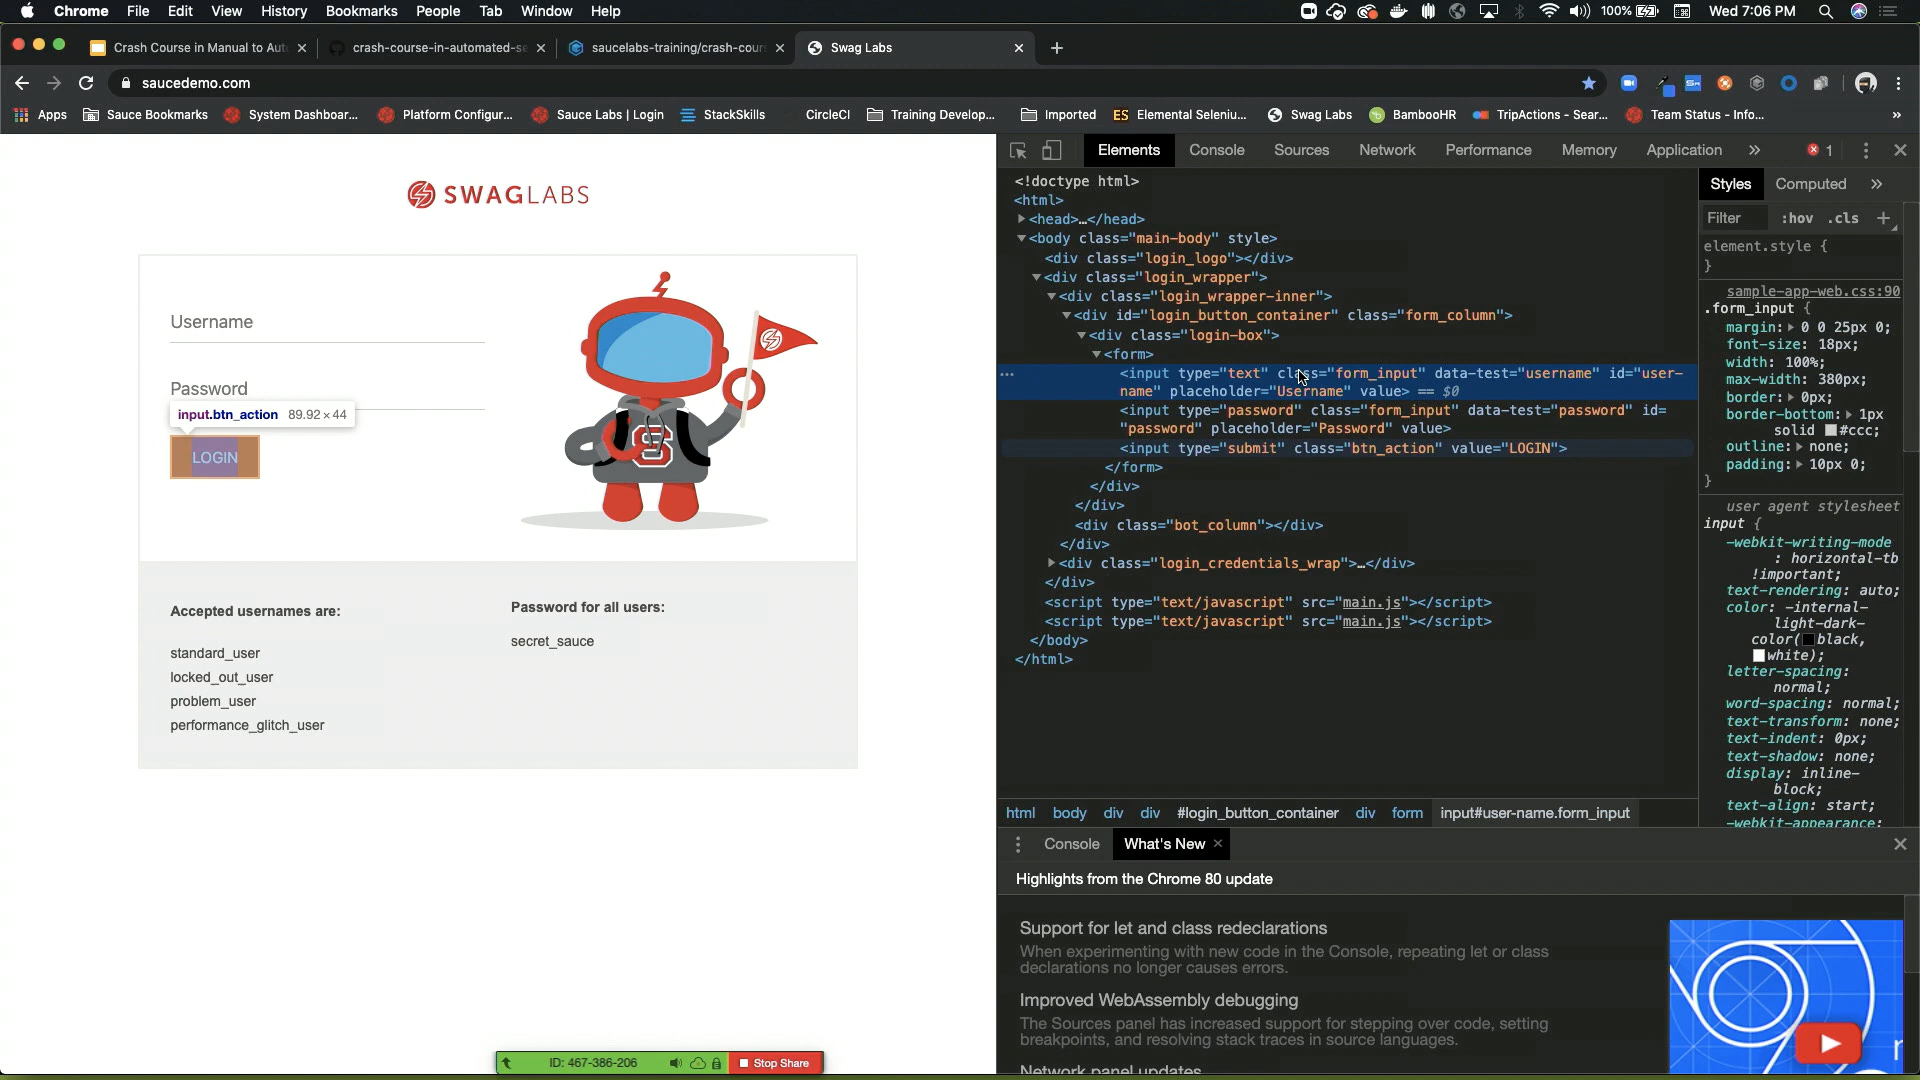 Chrome File Edit View History Bookmarks People Tab Window Help 100% Wed 7:06 PM
Crash Course in Manual to Aut crash-course-in-automated-se saucelabs-training/crash-cour Swag Labs
saucedemo.com
Apps Sauce Bookmarks System Dashboar... Platform Configur... Sauce Labs | Login StackSkills CircleCI Training Develop... Imported ES Elemental Seleniu... Swag Labs BambooHR TripActions - Sear... Team Status - Info... »
Elements Console Sources Network Performance Memory Application » 1
SWAGLABS
Username
Password
input.btn_action 89.92 × 44
LOGIN
Accepted usernames are:
standard_user
locked_out_user
problem_user
performance_glitch_user
Password for all users:
secret_sauce
ID: 467-386-206 Stop Share
<!doctype html>
<html>
<head>…</head>
<body class="main-body" style>
<div class="login_logo"></div>
<div class="login_wrapper">
<div class="login_wrapper-inner">
<div id="login_button_container" class="form_column">
<div class="login-box">
<form>
<input type="text" class="form_input" data-test="username" id="user-
name" placeholder="Username" value> == $0
<input type="password" class="form_input" data-test="password" id=
"password" placeholder="Password" value>
<input type="submit" class="btn_action" value="LOGIN">
</form>
</div>
</div>
<div class="bot_column"></div>
</div>
<div class="login_credentials_wrap">…</div>
</div>
<script type="text/javascript" src="main.js"></script>
<script type="text/javascript" src="main.js"></script>
</body>
</html>
html body div div #login_button_container div form input#user-name.form_input
Styles Computed »
Filter :hov .cls +
element.style {
}
sample-app-web.css:90
.form_input {
margin: 0 0 25px 0;
font-size: 18px;
width: 100%;
max-width: 380px;
border: 0px;
border-bottom: 1px
solid #ccc;
outline: none;
padding: 10px 0;
}
user agent stylesheet
input {
-webkit-writing-mode
: horizontal-tb
!important;
text-rendering: auto;
color: -internal-
light-dark-
color( black,
white);
letter-spacing:
normal;
word-spacing: normal;
text-transform: none;
text-indent: 0px;
text-shadow: none;
display: inline-
block;
text-align: start;
-webkit-appearance:
Console What's New
Highlights from the Chrome 80 update
Support for let and class redeclarations
When experimenting with new code in the Console, repeating let or class
declarations no longer causes errors.
Improved WebAssembly debugging
The Sources panel has increased support for stepping over code, setting
breakpoints, and resolving stack traces in source languages.
Network panel updates